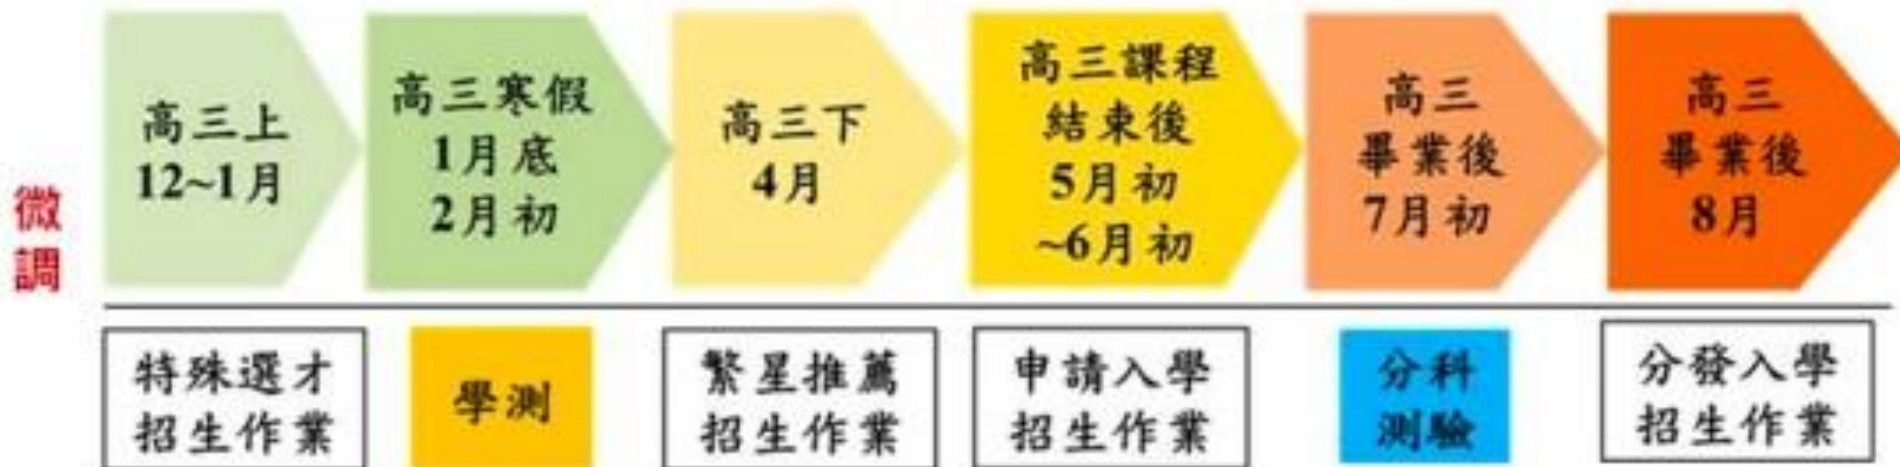 微調
高三上
12~1月
高三寒假
1月底
2月初
高三下
4月
高三課程
結束後
5月初
~6月初
高三
畢業後
7月初
高三
畢業後
8月
特殊選才
招生作業
學測
繁星推薦
招生作業
申請入學
招生作業
分科
測驗
分發入學
招生作業